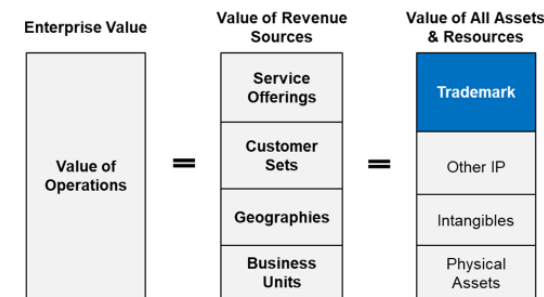 Enterprise Value
Value of Revenue
Sources
Value of All Assets
& Resources
Value of
Operations
=
Service
Offerings
Customer
Sets
Geographies
Business
Units
=
Trademark
Other IP
Intangibles
Physical
Assets